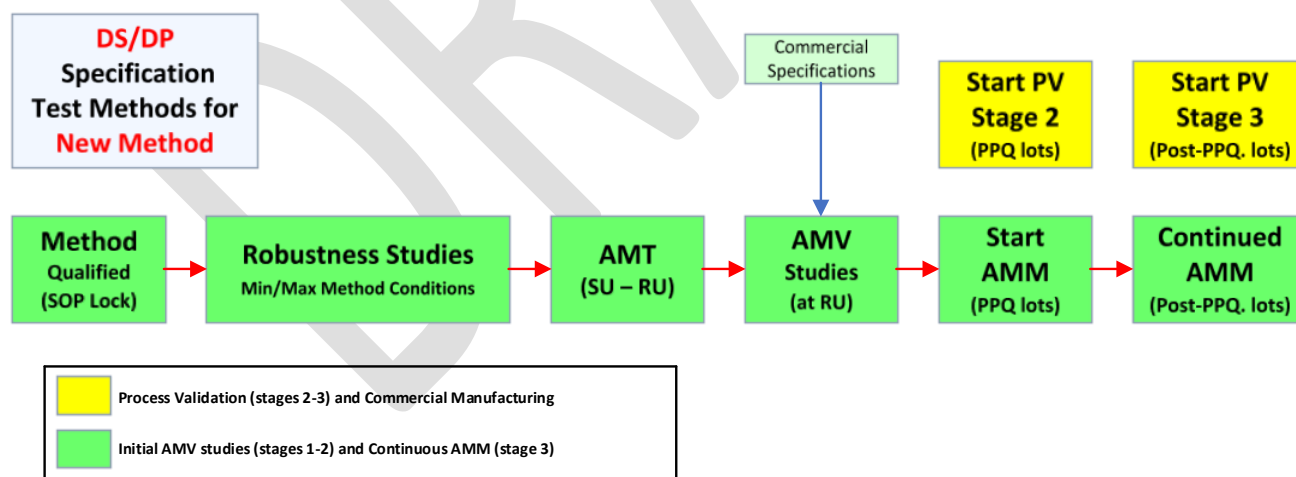 DS/DP
Specification
Test Methods for
New Method
Commercial
Specifications
Start PV
Stage 2
(PPQ lots)
Start PV
Stage 3
(Post-PPQ. lots)
Method
Qualified
(SOP Lock)
Robustness Studies
Min/Max Method Conditions
AMT
(SU – RU)
AMV
Studies
(at RU)
Start
AMM
(PPQ lots)
Continued
AMM
(Post-PPQ. lots)
Process Validation (stages 2-3) and Commercial Manufacturing
Initial AMV studies (stages 1-2) and Continuous AMM (stage 3)